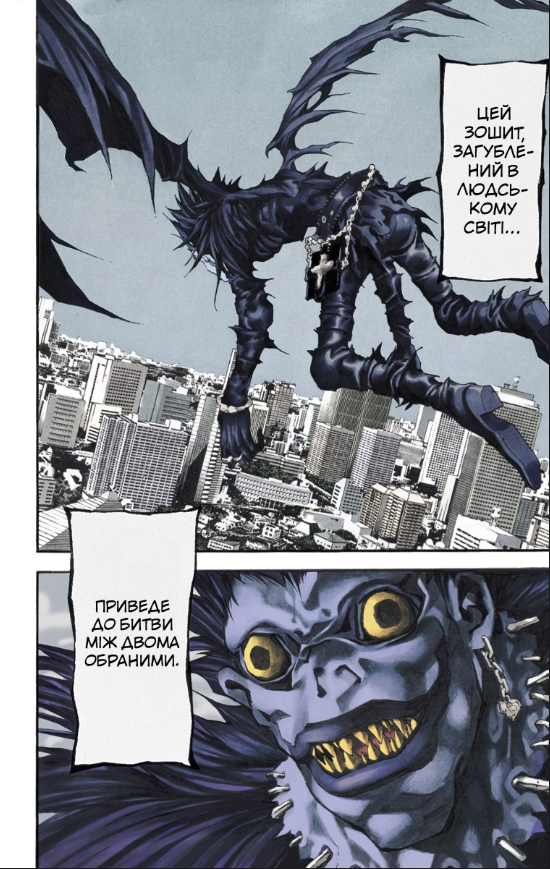 ЦЕЙ
ЗОШИТ,
ЗАГУБЛЕ-
НИЙ В
ЛЮДСЬ-
КОМУ
СВІТІ...
ПРИВЕДЕ
ДО БИТВИ
МІЖ ДВОМА
ОБРАНИМИ.